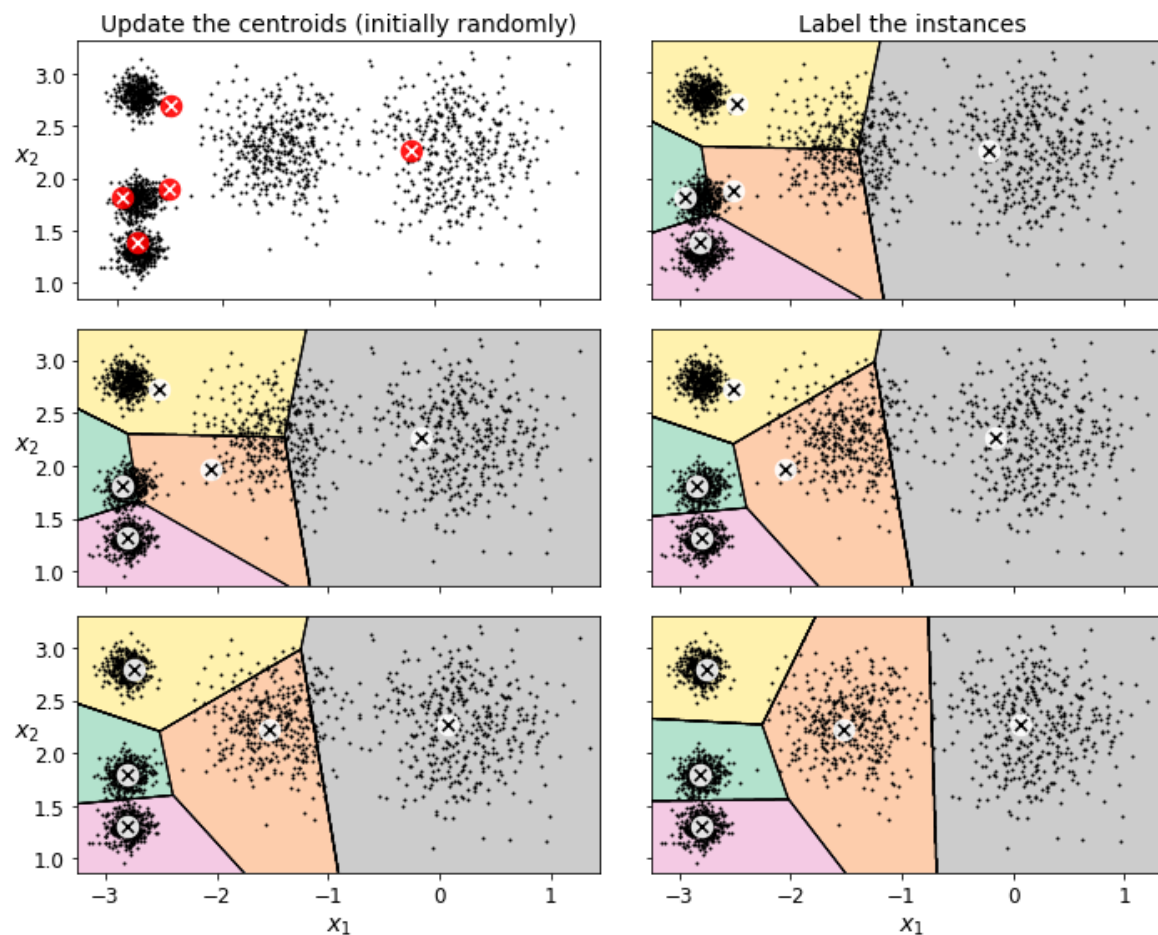 Update the centroids (initially randomly)
Label the instances
3.0
2.5
x₂
2.0
1.5
1.0
3.0
2.5
x₂
2.0
1.5
1.0
3.0
2.5
x₂
2.0
1.5
1.0
−3 −2 −1 0 1
−3 −2 −1 0 1
x₁
x₁